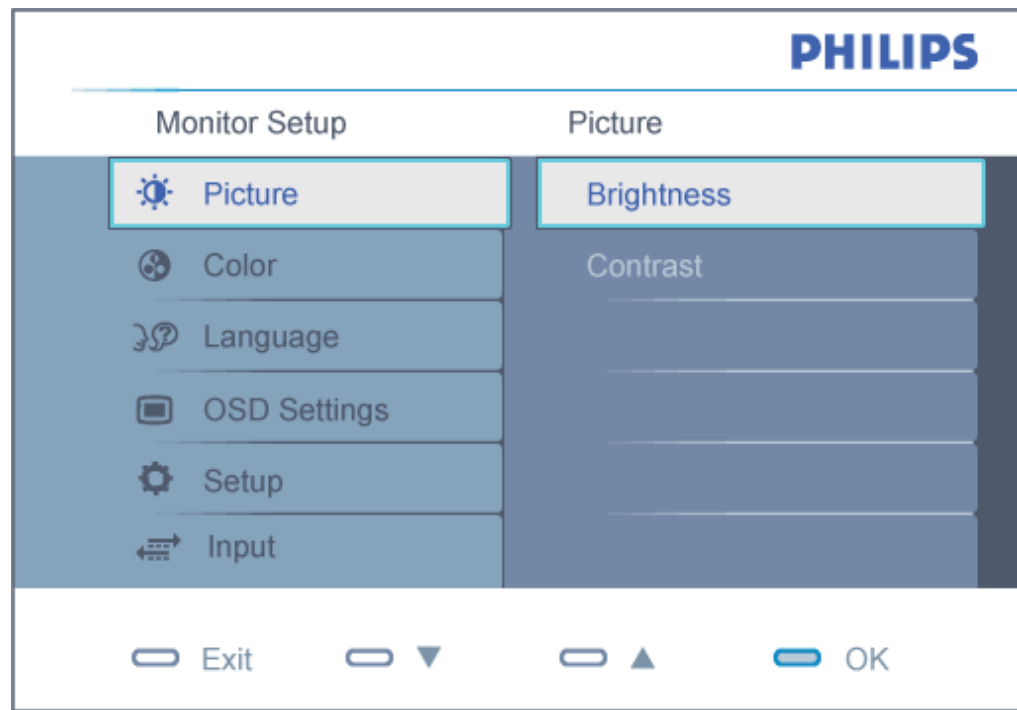 PHILIPS
Monitor Setup Picture
Picture Brightness
Color Contrast
Language
OSD Settings
Setup
Input
Exit ▼ ▲ OK